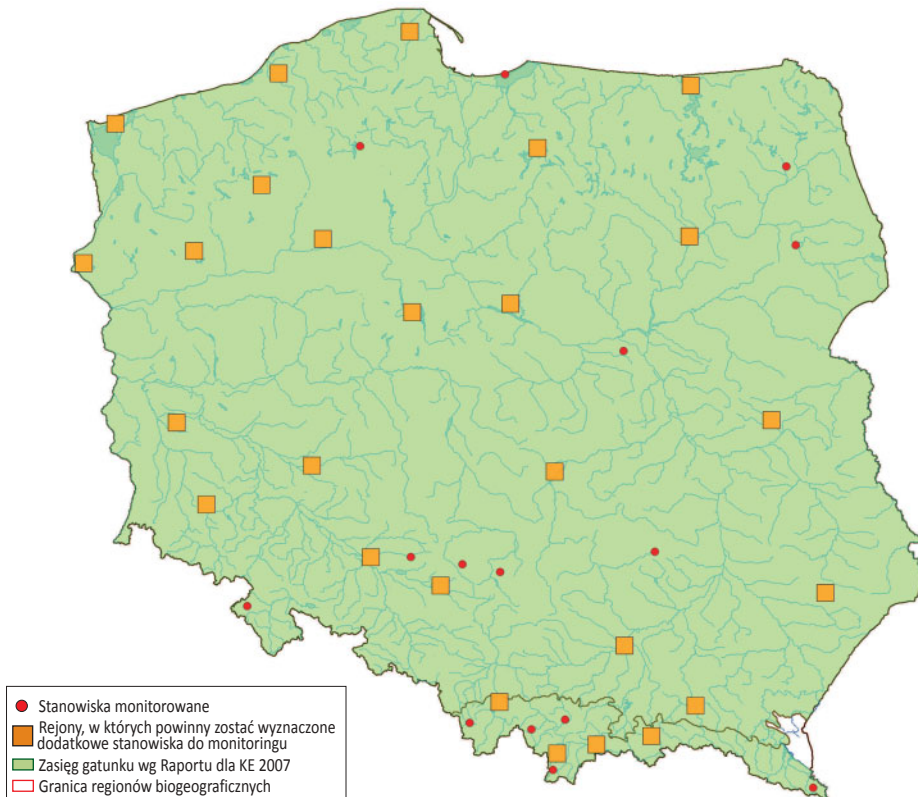 Stanowiska monitorowane
Rejony, w których powinny zostać wyznaczone
dodatkowe stanowiska do monitoringu
Zasięg gatunku wg Raportu dla KE 2007
Granica regionów biogeograficznych